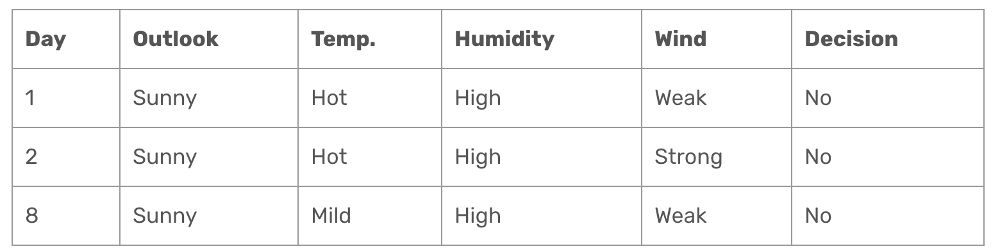 Day Outlook Temp. Humidity Wind Decision
1 Sunny Hot High Weak No
2 Sunny Hot High Strong No
8 Sunny Mild High Weak No